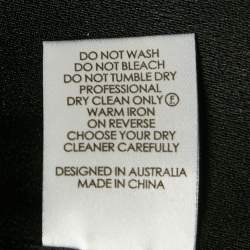 DO NOT WASH
DO NOT BLEACH
DO NOT TUMBLE DRY
PROFESSIONAL
DRY CLEAN ONLY Ⓕ
WARM IRON
ON REVERSE
CHOOSE YOUR DRY
CLEANER CAREFULLY
DESIGNED IN AUSTRALIA
MADE IN CHINA